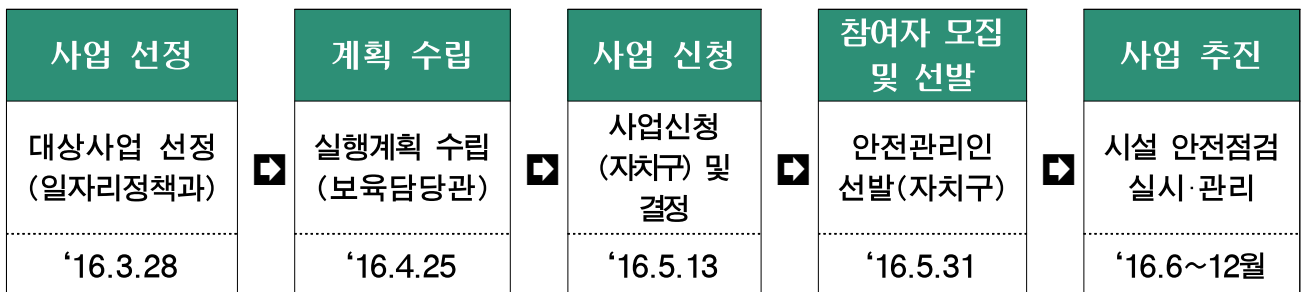 사업 선정
대상사업 선정
(일자리정책과)
‘16.3.28
계획 수립
실행계획 수립
(보육담당관)
‘16.4.25
사업 신청
사업신청
(자치구) 및
결정
‘16.5.13
참여자 모집
및 선발
안전관리인
선발(자치구)
‘16.5.31
사업 추진
시설 안전점검
실시·관리
‘16.6~12월